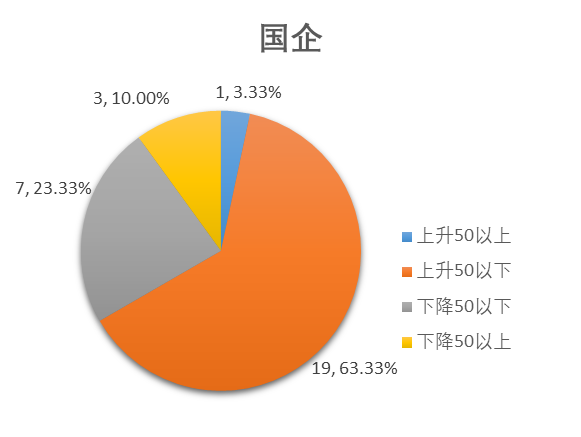 国企
3, 10.00%
1, 3.33%
7, 23.33%
19, 63.33%
上升50以上
上升50以下
下降50以下
下降50以上